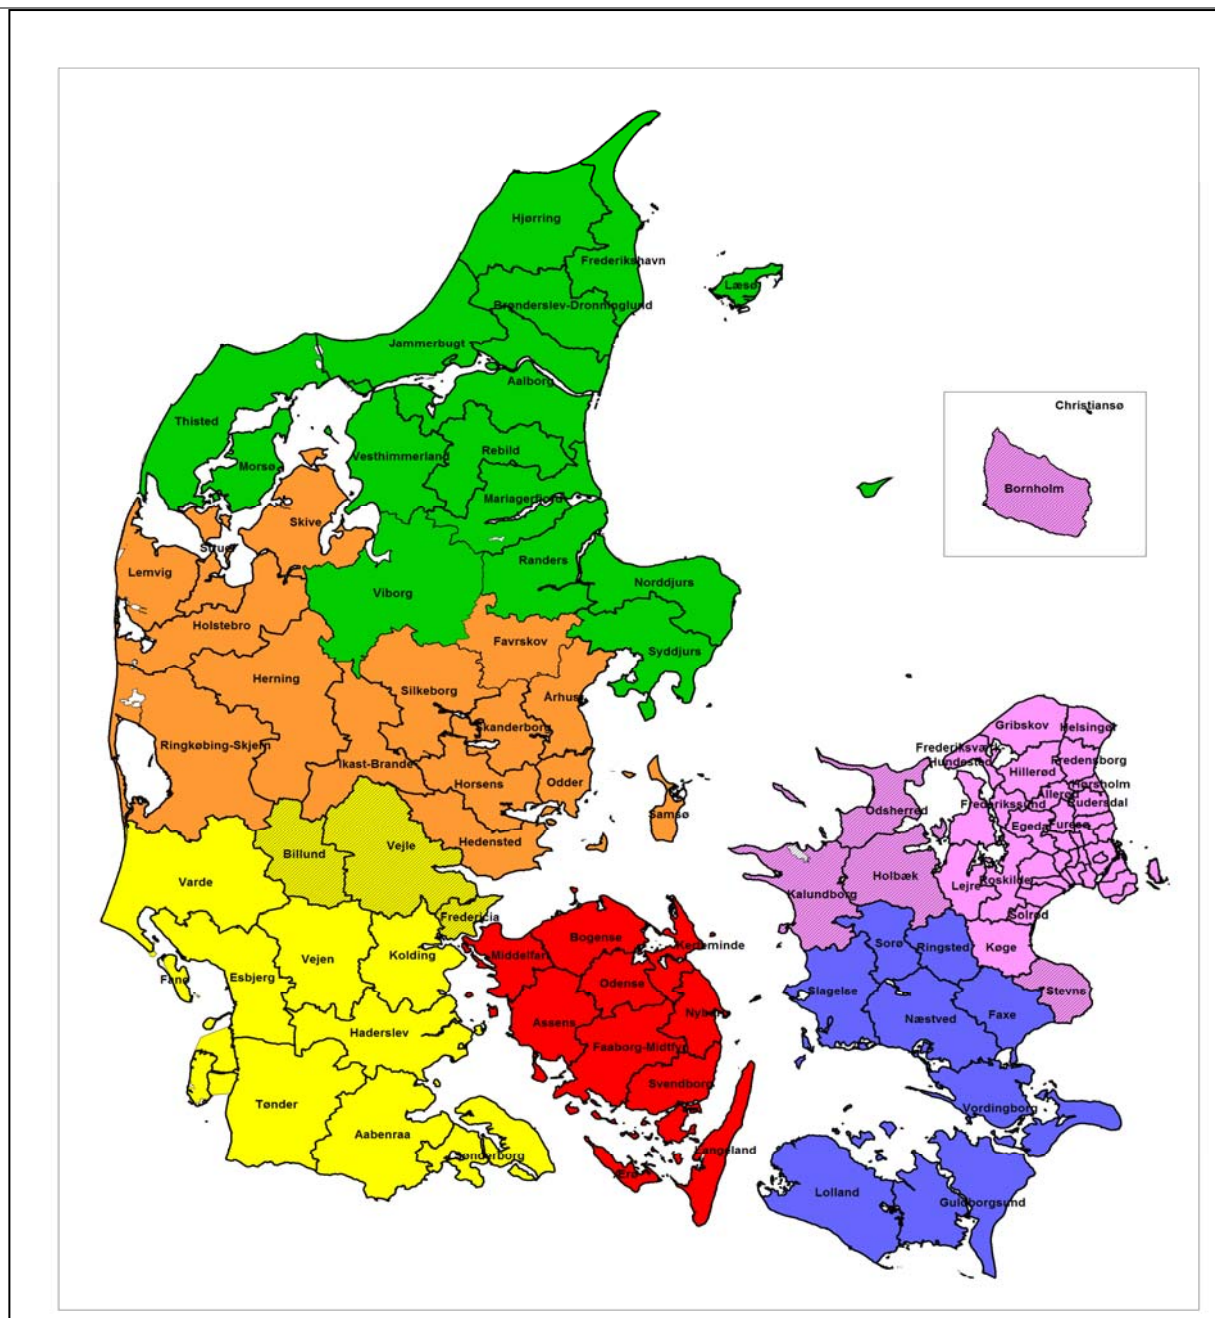 Hjørring
Frederikshavn
Læsø
Brønderslev-Dronninglund
Jammerbugt
Aalborg
Christiansø
Thisted
Vesthimmerland
Rebild
Morsø
Bornholm
Mariagerfjord
Skive
Struer
Lemvig
Randers
Norddjurs
Viborg
Holstebro
Favrskov
Syddjurs
Herning
Silkeborg
Århus
Gribskov
Helsingør
Skanderborg
Ringkøbing-Skjern
Frederiksværk-
Hundested
Fredensborg
Ikast-Brande
Hillerød
Horsens
Odder
Hørsholm
Allerød
Rudersdal
Frederikssund
Odsherred
Samsø
Egedal
Furesø
Hedensted
Billund
Vejle
Holbæk
Varde
Lejre
Roskilde
Kalundborg
Fredericia
Solrød
Bogense
Kerteminde
Sorø
Ringsted
Køge
Middelfart
Vejen
Kolding
Fanø
Esbjerg
Odense
Slagelse
Stevns
Nyborg
Næstved
Faxe
Assens
Haderslev
Faaborg-Midtfyn
Svendborg
Tønder
Vordingborg
Aabenraa
Langeland
Sønderborg
Ærø
Lolland
Guldborgsund